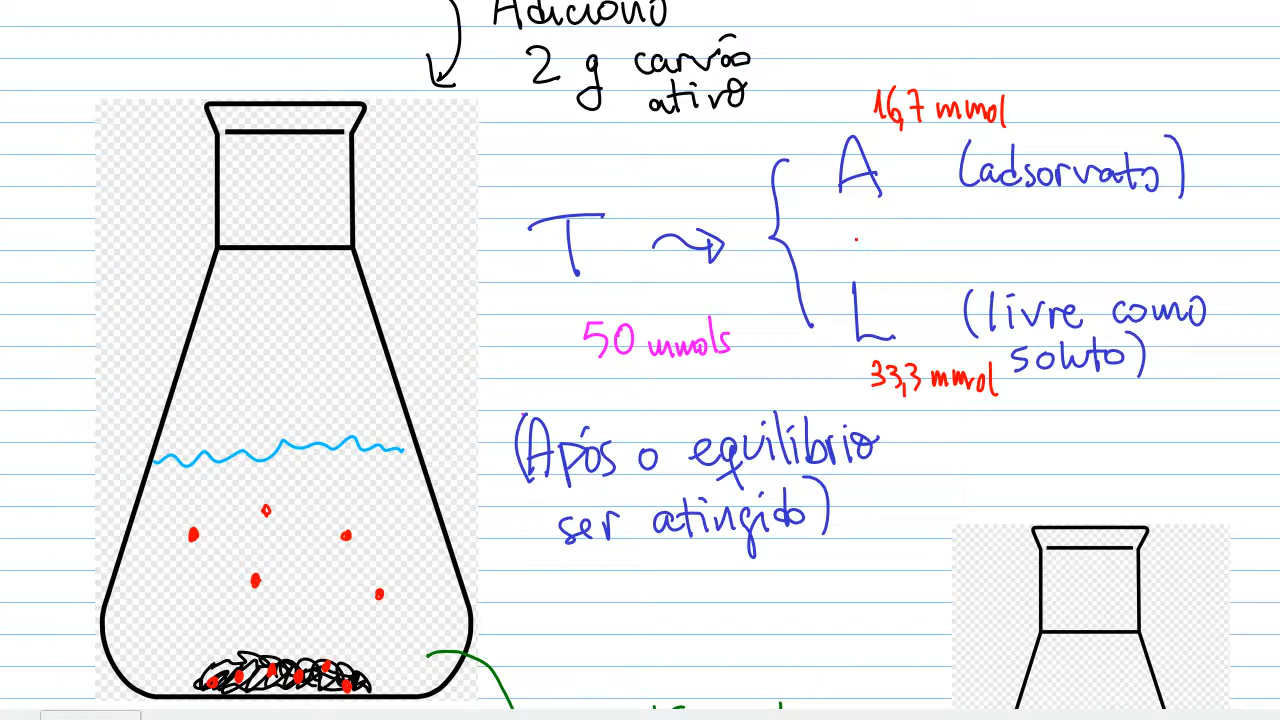 Adiciono
2 g carvão
ativo
16,7 mmol
A (adsorvato)
T
L (livre como
soluto)
50 mmols
33,3 mmol
(Após o equilíbrio
ser atingido)